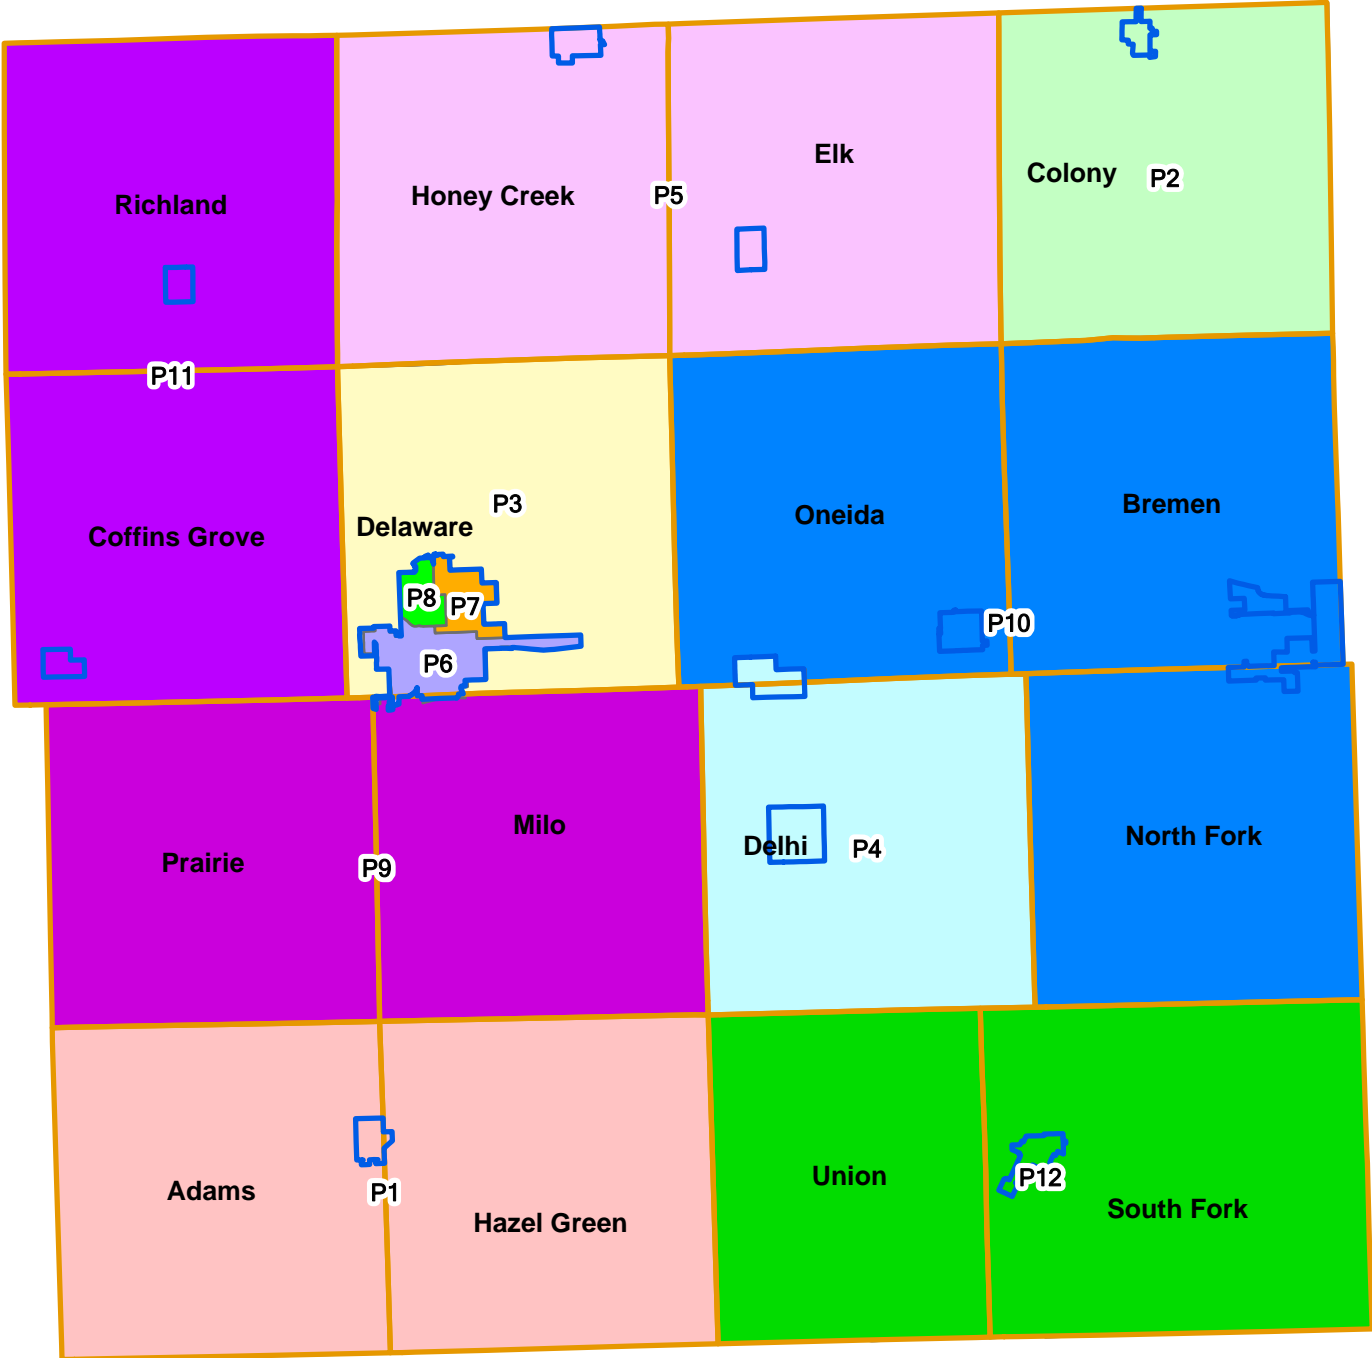 Elk
Colony
P2
Richland
Honey Creek
P5
P11
Coffins Grove
Delaware
P3
Oneida
Bremen
P8
P7
P10
P6
Prairie
P9
Milo
Delhi
P4
North Fork
Adams
P1
Hazel Green
Union
P12
South Fork